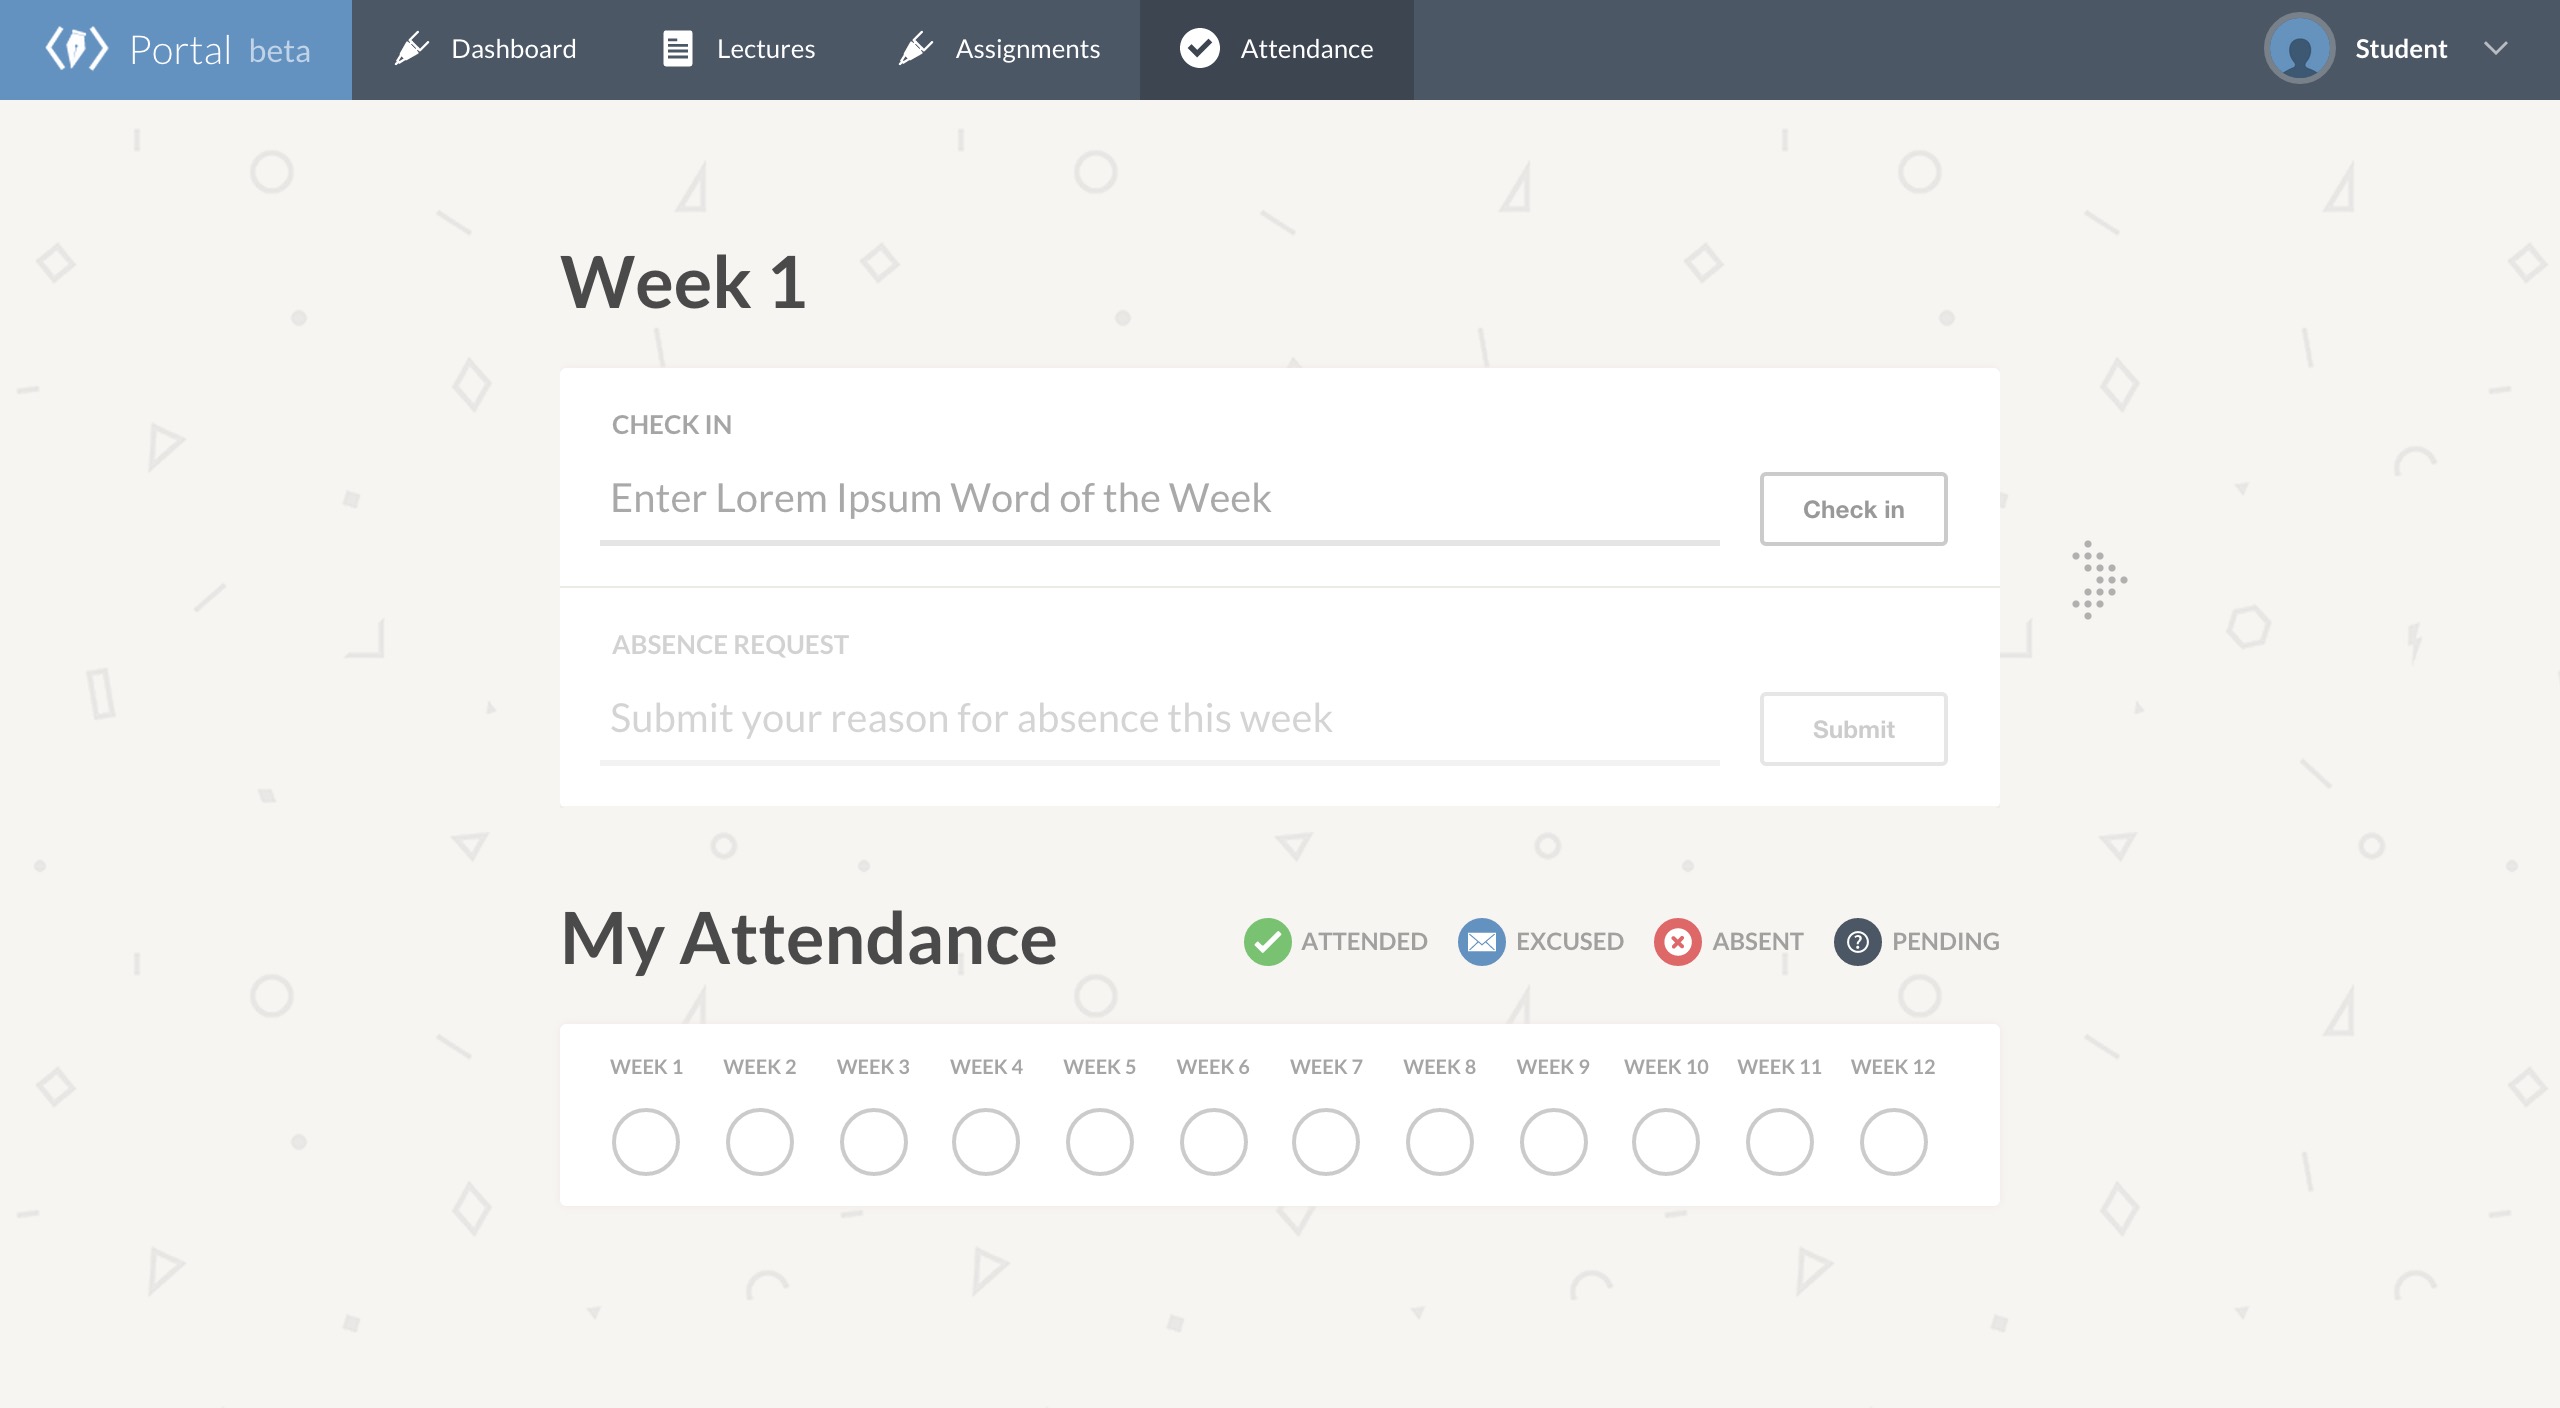 Portal beta
Dashboard
Lectures
Assignments
Attendance
Student
Week 1
CHECK IN
Enter Lorem Ipsum Word of the Week
Check in
ABSENCE REQUEST
Submit your reason for absence this week
Submit
My Attendance
ATTENDED
EXCUSED
ABSENT
PENDING
WEEK 1
WEEK 2
WEEK 3
WEEK 4
WEEK 5
WEEK 6
WEEK 7
WEEK 8
WEEK 9
WEEK 10
WEEK 11
WEEK 12